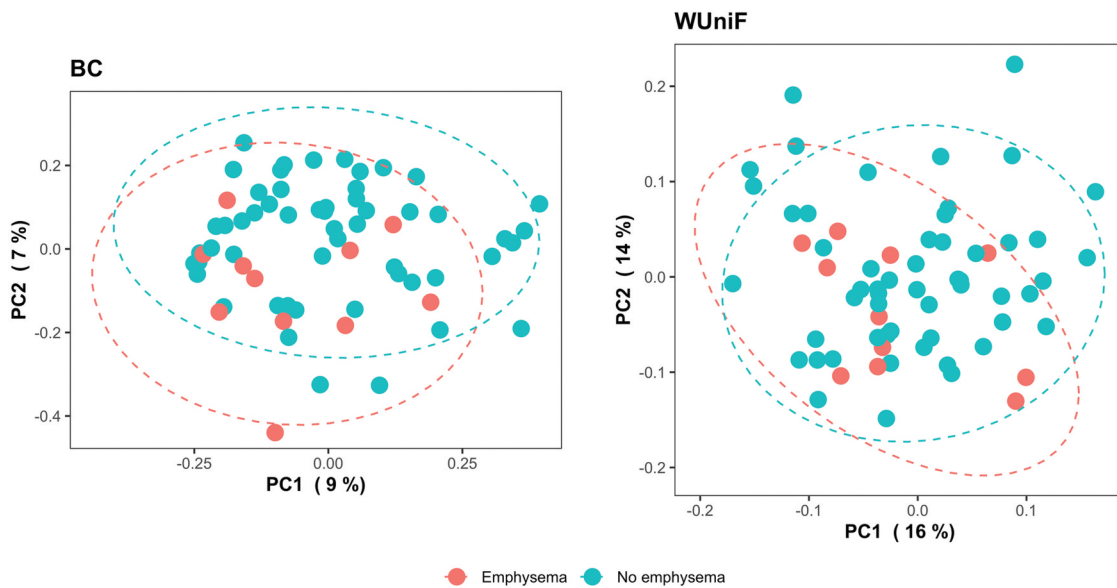 BC
0.2
0.0
-0.2
-0.4
PC2 ( 7 % )
-0.25
0.00
0.25
PC1 ( 9 % )
WUniF
0.2
0.1
0.0
-0.1
-0.2
PC2 ( 14 % )
-0.2
-0.1
0.0
0.1
PC1 ( 16 % )
Emphysema
No emphysema